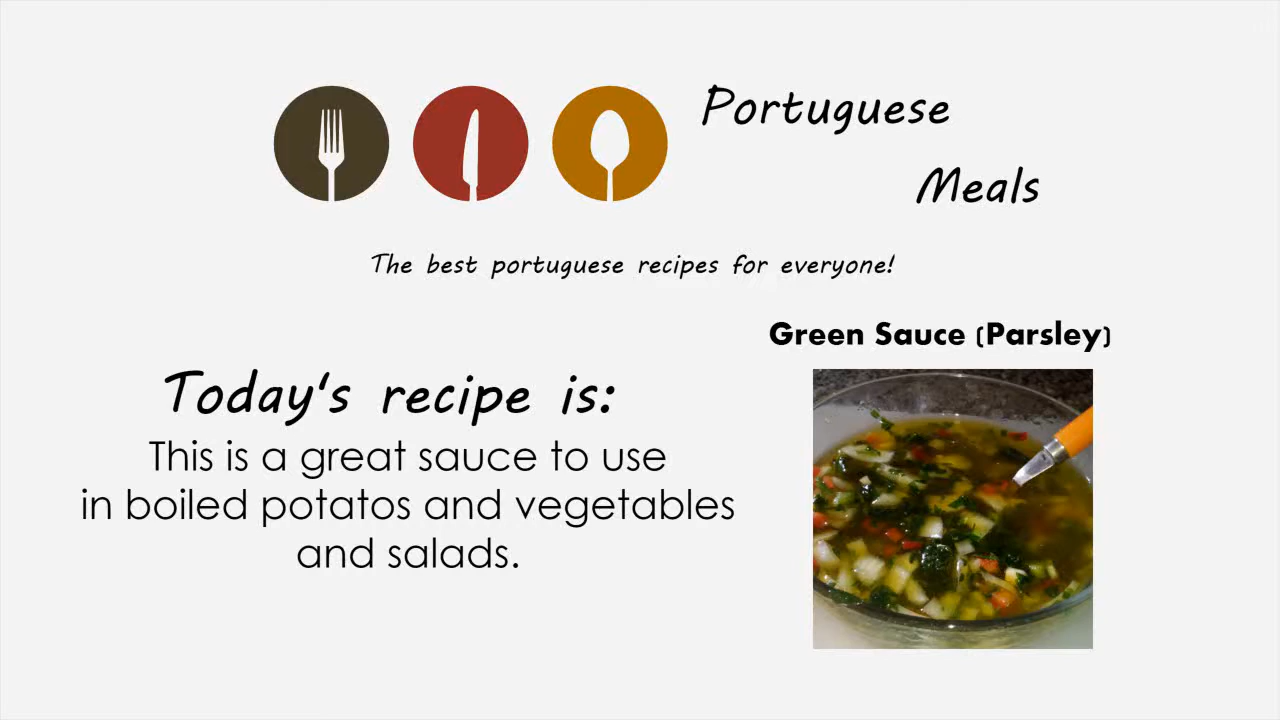 Portuguese
Meals
The best portuguese recipes for everyone!
Green Sauce (Parsley)
Today's recipe is:
This is a great sauce to use
in boiled potatos and vegetables
and salads.